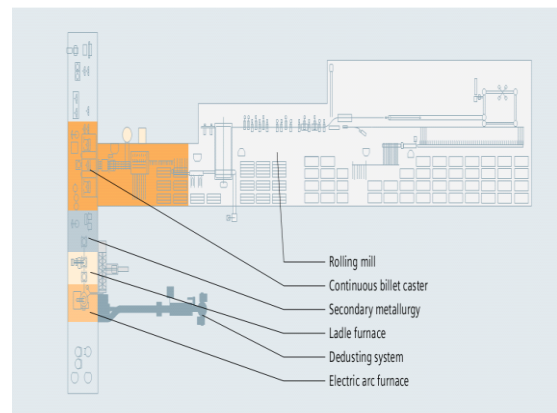 Rolling mill
Continuous billet caster
Secondary metallurgy
Ladle furnace
Dedusting system
Electric arc furnace